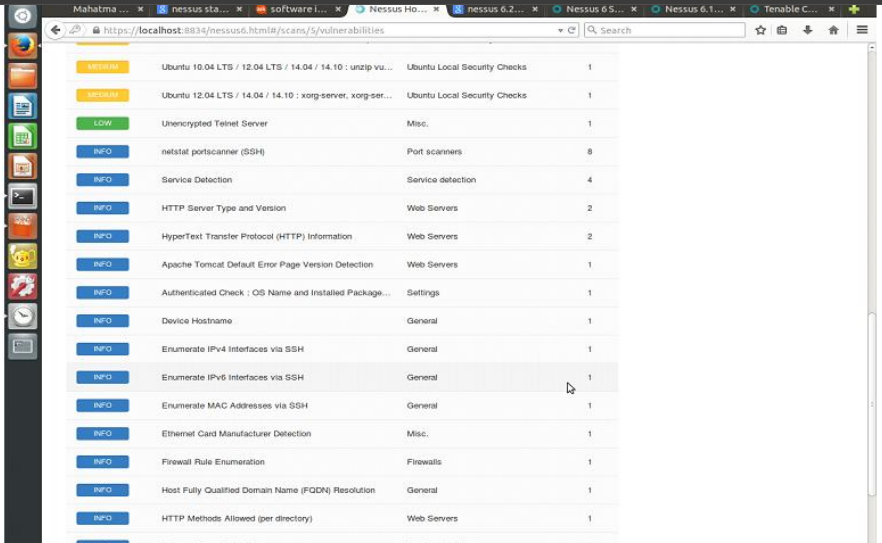 Mahatma ... × nessus sta... × software i... × Nessus Ho... × nessus 6.2... × Nessus 6 S... × Nessus 6.1... × Tenable C... ×
https://localhost:8834/nessus6.html#/scans/5/vulnerabilities Search
MEDIUM Ubuntu 10.04 LTS / 12.04 LTS / 14.04 / 14.10 : unzip vu... Ubuntu Local Security Checks 1
MEDIUM Ubuntu 12.04 LTS / 14.04 / 14.10 : xorg-server, xorg-ser... Ubuntu Local Security Checks 1
LOW Unencrypted Telnet Server Misc. 1
INFO netstat portscanner (SSH) Port scanners 8
INFO Service Detection Service detection 4
INFO HTTP Server Type and Version Web Servers 2
INFO HyperText Transfer Protocol (HTTP) Information Web Servers 2
INFO Apache Tomcat Default Error Page Version Detection Web Servers 1
INFO Authenticated Check : OS Name and Installed Package... Settings 1
INFO Device Hostname General 1
INFO Enumerate IPv4 Interfaces via SSH General 1
INFO Enumerate IPv6 Interfaces via SSH General 1
INFO Enumerate MAC Addresses via SSH General 1
INFO Ethernet Card Manufacturer Detection Misc. 1
INFO Firewall Rule Enumeration Firewalls 1
INFO Host Fully Qualified Domain Name (FQDN) Resolution General 1
INFO HTTP Methods Allowed (per directory) Web Servers 1